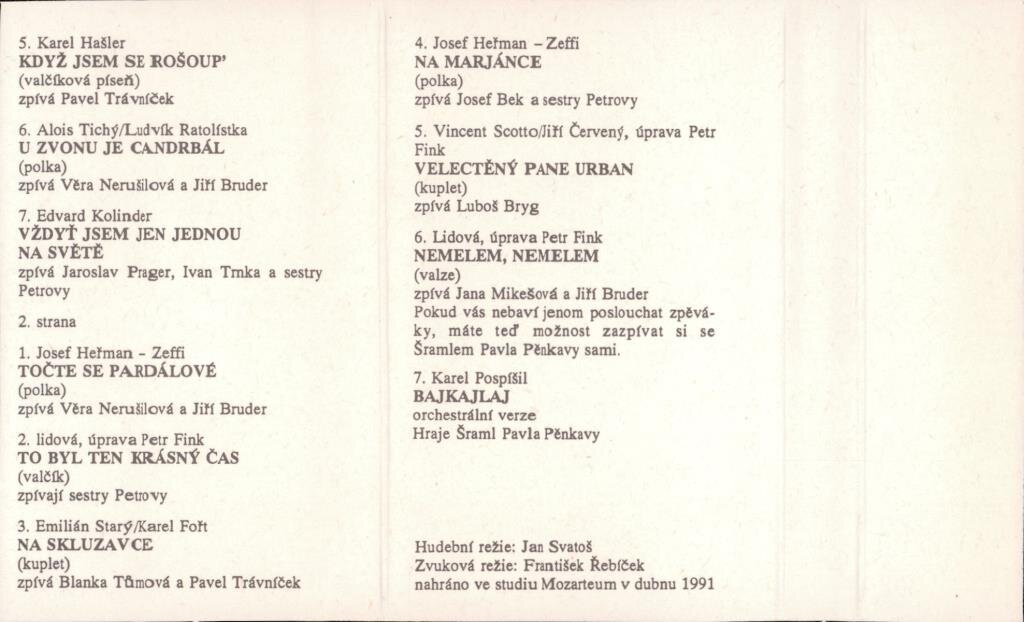 5. Karel Hašler
KDYŽ JSEM SE ROŠOUP'
(valčíková píseň)
zpívá Pavel Trávníček
6. Alois Tichý/Ludvík Ratolístka
U ZVONU JE CANDRBÁL
(polka)
zpívá Věra Nerušilová a Jiří Bruder
7. Edvard Kolinder
VŽDYŤ JSEM JEN JEDNOU
NA SVĚTĚ
zpívá Jaroslav Prager, Ivan Trnka a sestry
Petrovy
2. strana
1. Josef Heřman - Zeffi
TOČTE SE PARDÁLOVÉ
(polka)
zpívá Věra Nerušilová a Jiří Bruder
2. lidová, úprava Petr Fink
TO BYL TEN KRÁSNÝ ČAS
(valčík)
zpívají sestry Petrovy
3. Emilián Starý/Karel Fořt
NA SKLUZAVCE
(kuplet)
zpívá Blanka Tůmová a Pavel Trávníček
4. Josef Heřman - Zeffi
NA MARJÁNCE
(polka)
zpívá Josef Bek a sestry Petrovy
5. Vincent Scotto/Jiří Červený, úprava Petr
Fink
VELECTĚNÝ PANE URBAN
(kuplet)
zpívá Luboš Bryg
6. Lidová, úprava Petr Fink
NEMELEM, NEMELEM
(valze)
zpívá Jana Mikešová a Jiří Bruder
Pokud vás nebaví jenom poslouchat zpěvá-
ky, máte teď možnost zazpívat si se
Šramlem Pavla Pěnkavy sami.
7. Karel Pospíšil
BAJKAJLAJ
orchestrální verze
Hraje Šraml Pavla Pěnkavy
Hudební režie: Jan Svatoš
Zvuková režie: František Řebíček
nahráno ve studiu Mozarteum v dubnu 1991